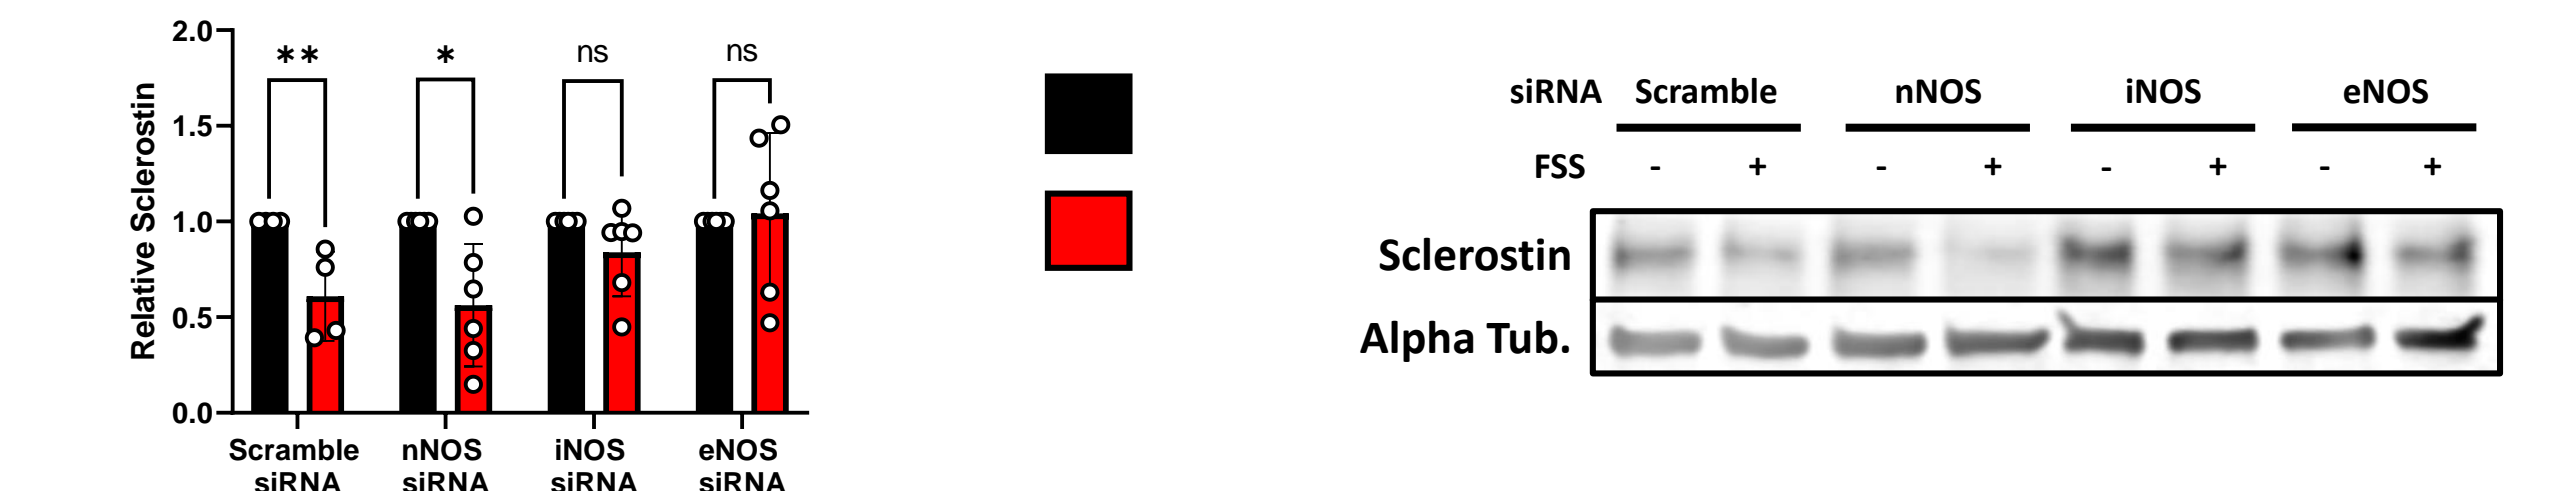 2.0
1.5
1.0
0.5
0.0
Relative Sclerostin
** * ns ns
Scramble nNOS iNOS eNOS
siRNA siRNA siRNA siRNA
siRNA Scramble nNOS iNOS eNOS
FSS - + - + - + - +
Sclerostin
Alpha Tub.